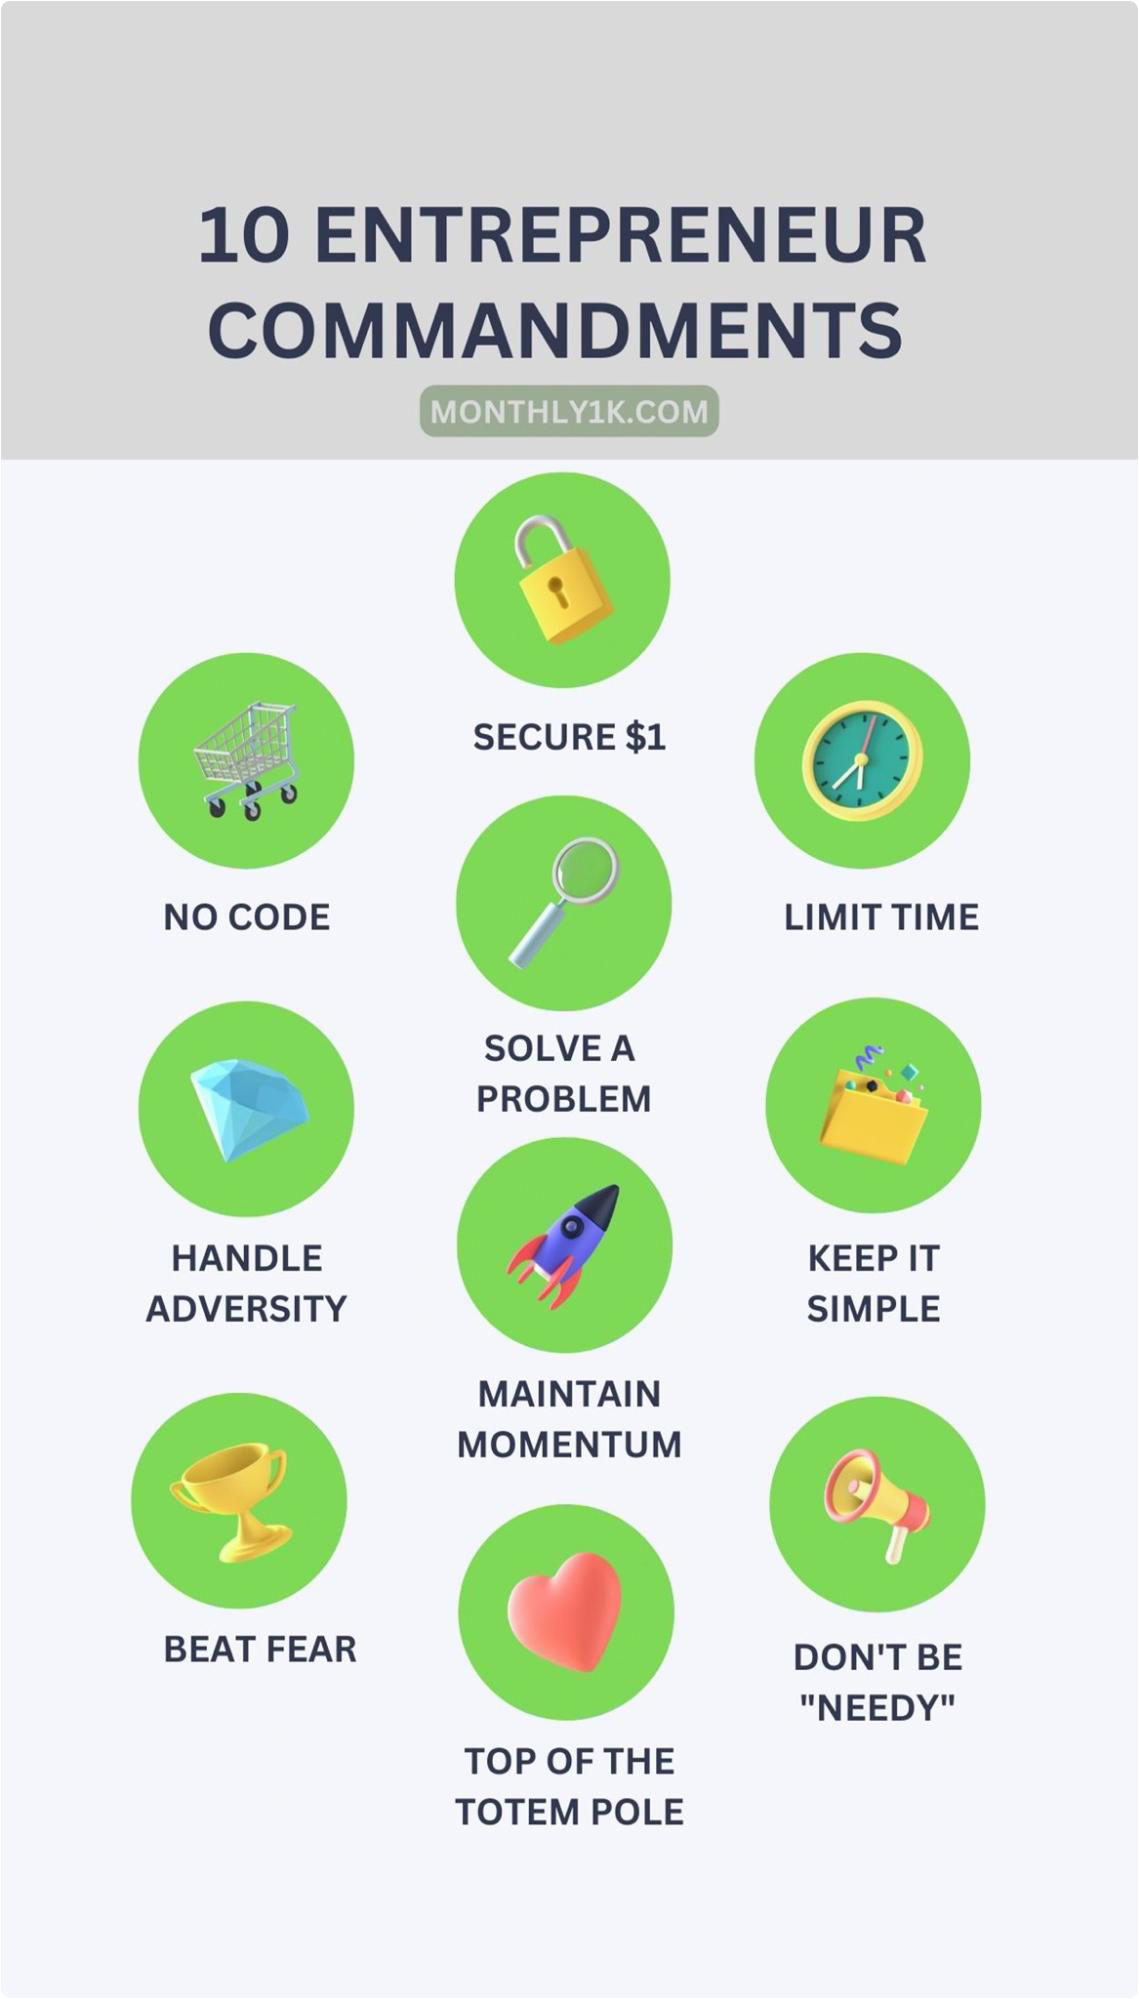 10 ENTREPRENEUR
COMMANDMENTS
MONTHLY1K.COM
SECURE $1
NO CODE
LIMIT TIME
SOLVE A
PROBLEM
HANDLE
ADVERSITY
KEEP IT
SIMPLE
MAINTAIN
MOMENTUM
BEAT FEAR
DON'T BE
"NEEDY"
TOP OF THE
TOTEM POLE